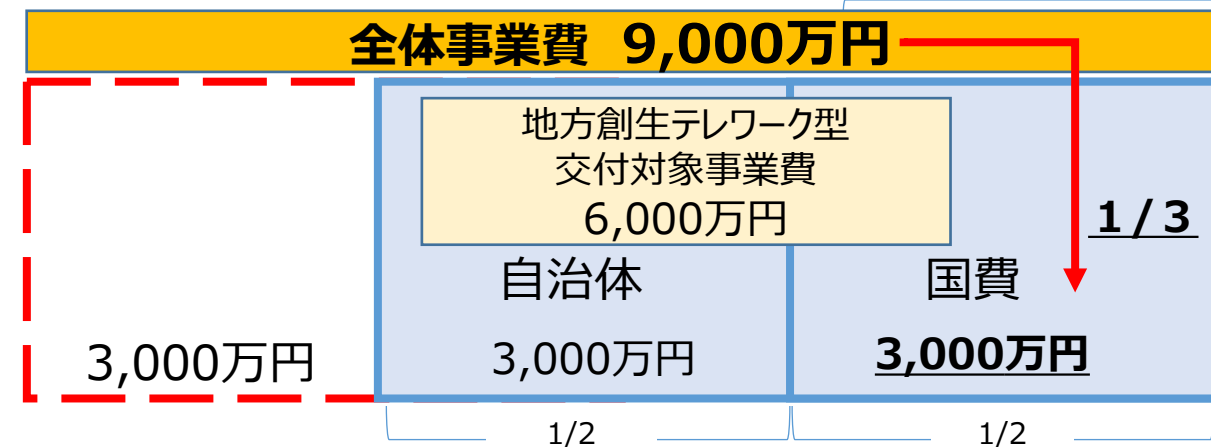 全体事業費 9,000万円
地方創生テレワーク型
交付対象事業費
6,000万円
1/3
自治体
国費
3,000万円
3,000万円
3,000万円
1/2
1/2